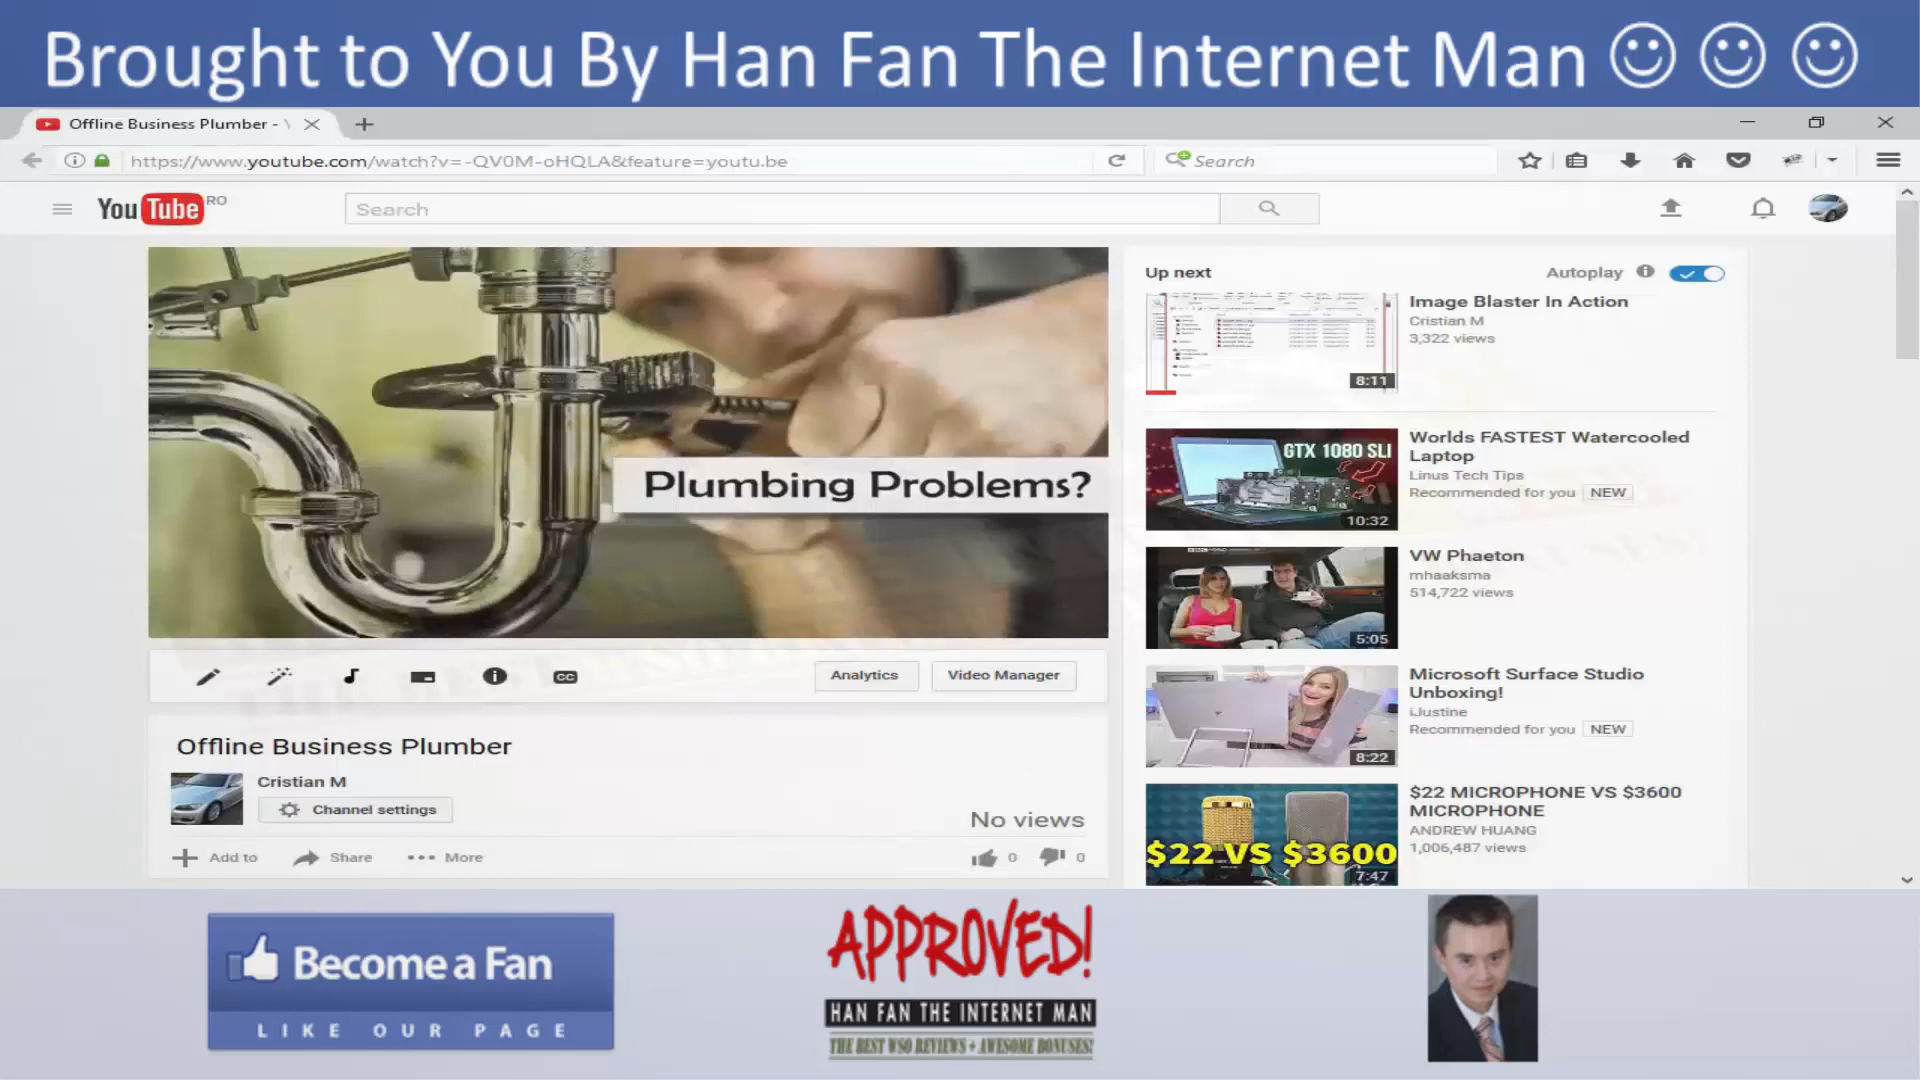 Brought to You By Han Fan The Internet Man
Offline Business Plumber -
https://www.youtube.com/watch?v=-QV0M-oHQLA&feature=youtu.be
Search
YouTube RO
Search
Plumbing Problems?
Analytics
Video Manager
Offline Business Plumber
Cristian M
Channel settings
No views
Add to
Share
More
0
0
Up next
Autoplay
Image Blaster In Action
Cristian M
3,322 views
8:11
Worlds FASTEST Watercooled
Laptop
Linus Tech Tips
Recommended for you NEW
GTX 1080 SLI
10:32
VW Phaeton
mhaaksma
514,722 views
5:05
Microsoft Surface Studio
Unboxing!
iJustine
Recommended for you NEW
8:22
$22 MICROPHONE VS $3600
MICROPHONE
ANDREW HUANG
1,006,487 views
$22 VS $3600
7:47
Become a Fan
LIKE OUR PAGE
APPROVED!
HAN FAN THE INTERNET MAN
THE BEST WSO REVIEWS + AWESOME BONUSES!